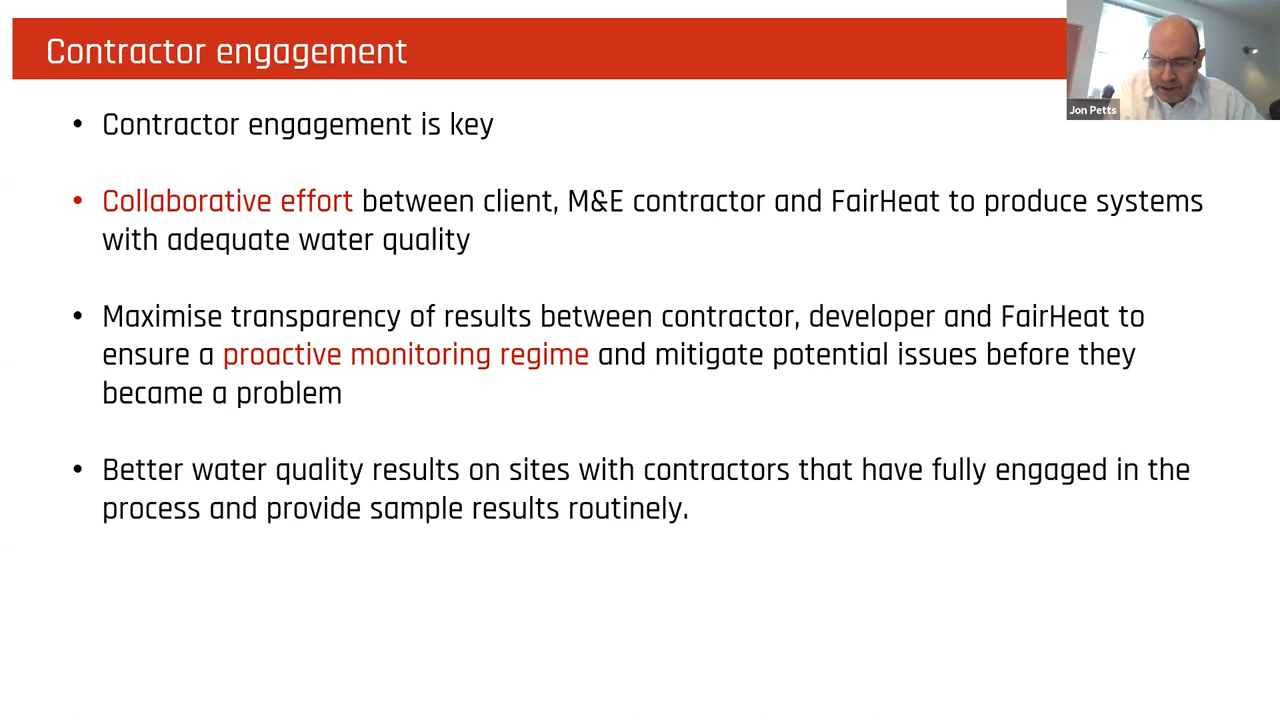 Contractor engagement
Jon Petts
• Contractor engagement is key
• Collaborative effort between client, M&E contractor and FairHeat to produce systems
with adequate water quality
• Maximise transparency of results between contractor, developer and FairHeat to
ensure a proactive monitoring regime and mitigate potential issues before they
became a problem
• Better water quality results on sites with contractors that have fully engaged in the
process and provide sample results routinely.